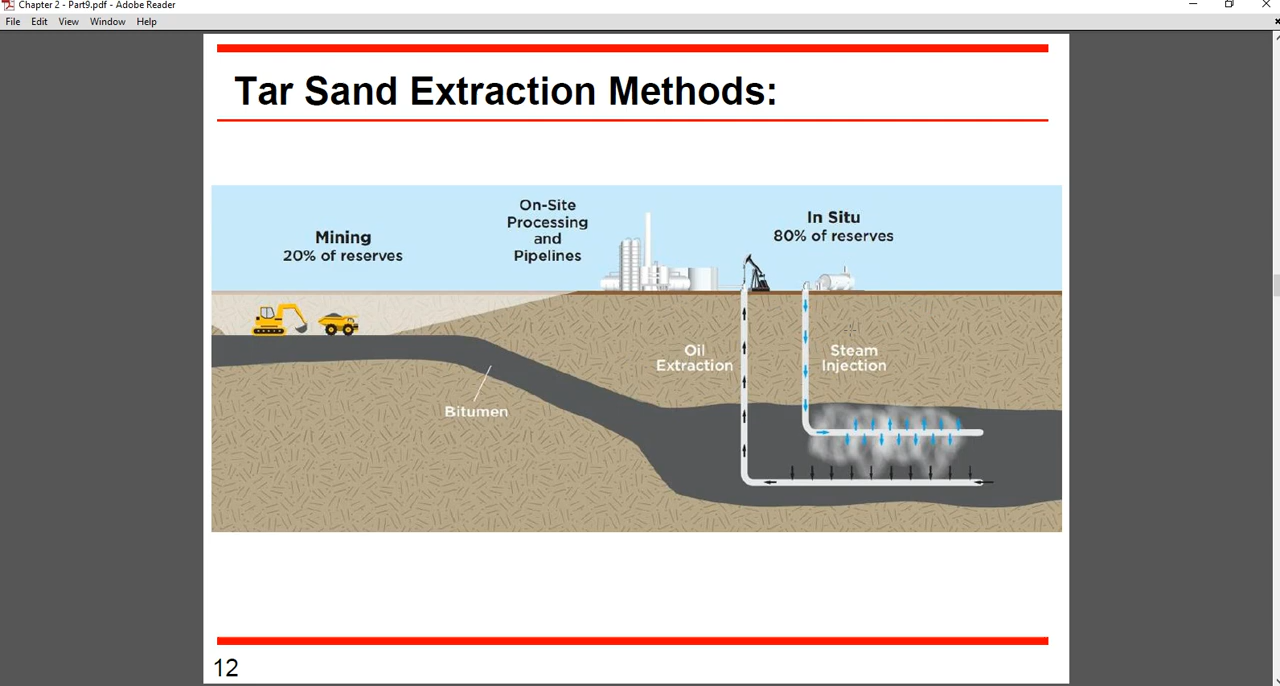 Chapter 2 - Part9.pdf - Adobe Reader
File Edit View Window Help
Tar Sand Extraction Methods:
Mining
20% of reserves
On-Site
Processing
and
Pipelines
In Situ
80% of reserves
Oil
Extraction
Steam
Injection
Bitumen
12